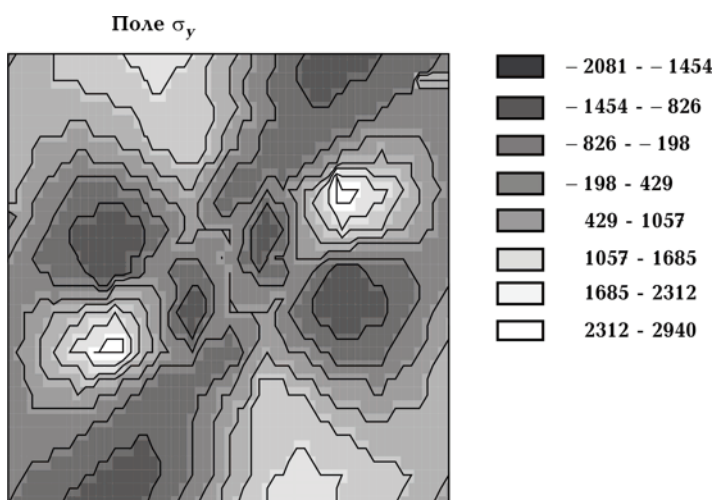 Поле σy
– 2081 - – 1454
– 1454 – – 826
– 826 – – 198
– 198 - 429
429 - 1057
1057 - 1685
1685 - 2312
2312 - 2940